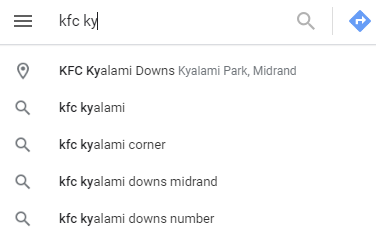 kfc ky
KFC Kyalami Downs Kyalami Park, Midrand
kfc kyalami
kfc kyalami corner
kfc kyalami downs midrand
kfc kyalami downs number